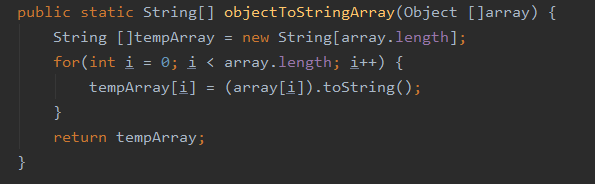 public static String[] objectToStringArray(Object []array) {
    String []tempArray = new String[array.length];
    for(int i = 0; i < array.length; i++) {
        tempArray[i] = (array[i]).toString();
    }
    return tempArray;
}